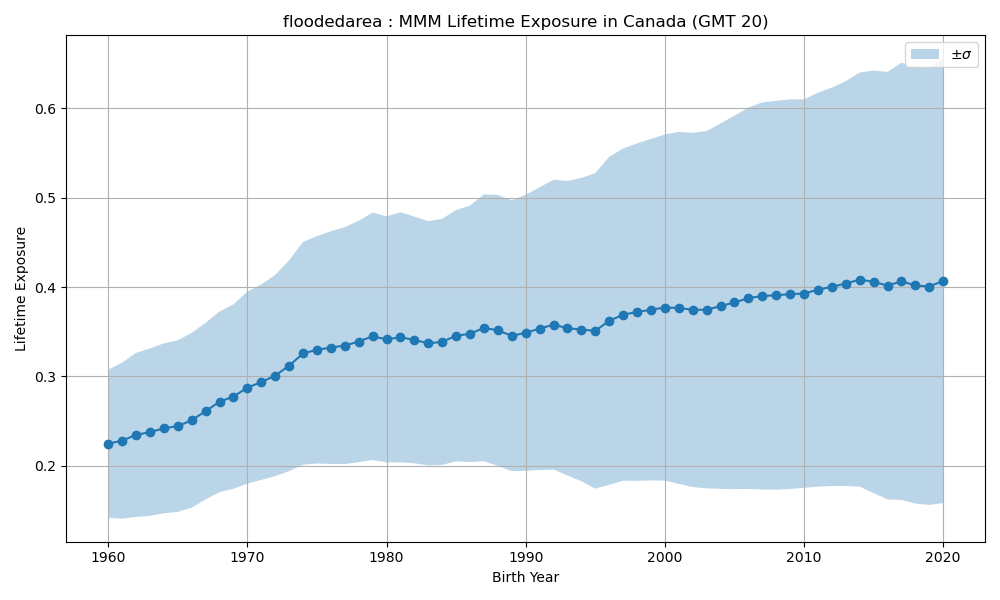 floodedarea : MMM Lifetime Exposure in Canada (GMT 20)
±σ
0.6
0.5
0.4
0.3
0.2
Lifetime Exposure
1960 1970 1980 1990 2000 2010 2020
Birth Year